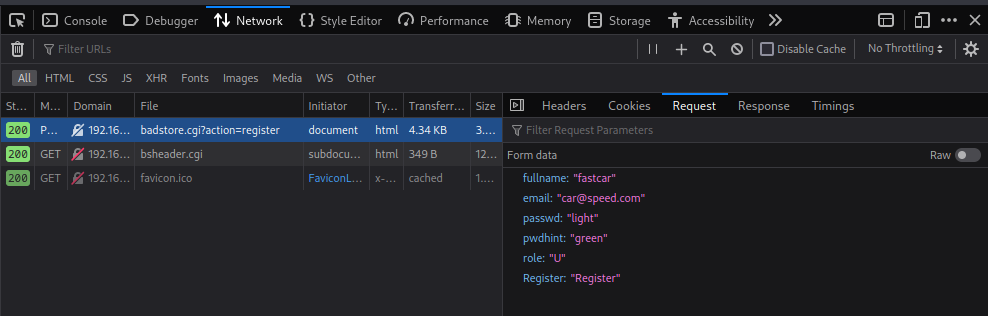 Console Debugger Network Style Editor Performance Memory Storage Accessibility
Filter URLs Disable Cache No Throttling
All HTML CSS JS XHR Fonts Images Media WS Other
St... M... Domain File Initiator Ty... Transferr... Size Headers Cookies Request Response Timings
200 P... 192.16... badstore.cgi?action=register document html 4.34 KB 3.... Filter Request Parameters
200 GET 192.16... bsheader.cgi subdocu... html 349 B 12... Form data Raw
200 GET 192.16... favicon.ico FaviconL... x-... cached 1....
fullname: "fastcar"
email: "car@speed.com"
passwd: "light"
pwdhint: "green"
role: "U"
Register: "Register"